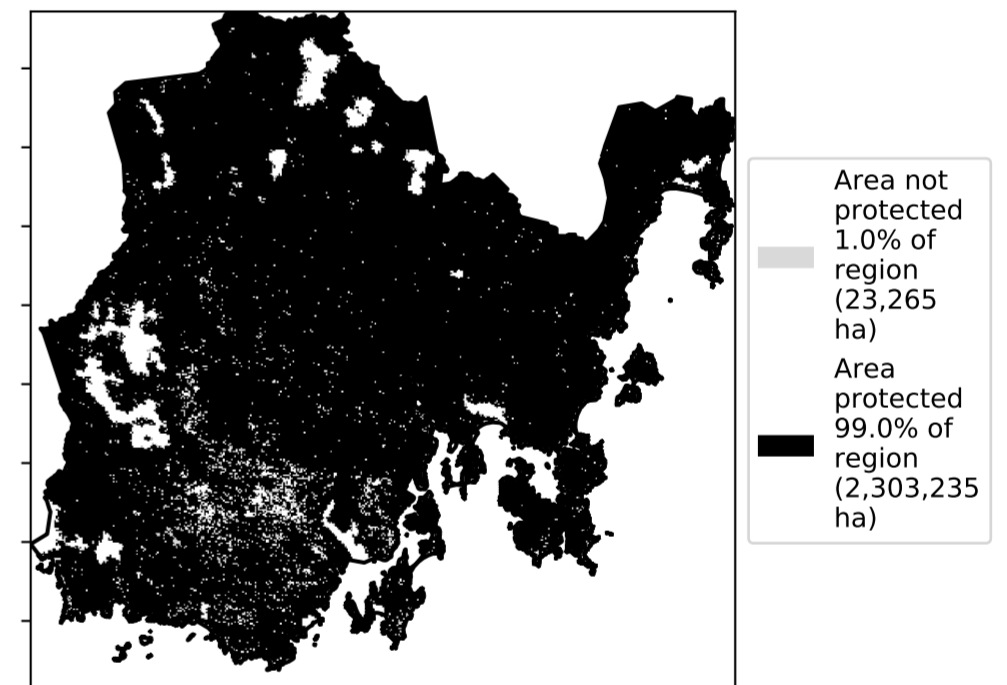 Area not
protected
1.0% of
region
(23,265
ha)
Area
protected
99.0% of
region
(2,303,235
ha)